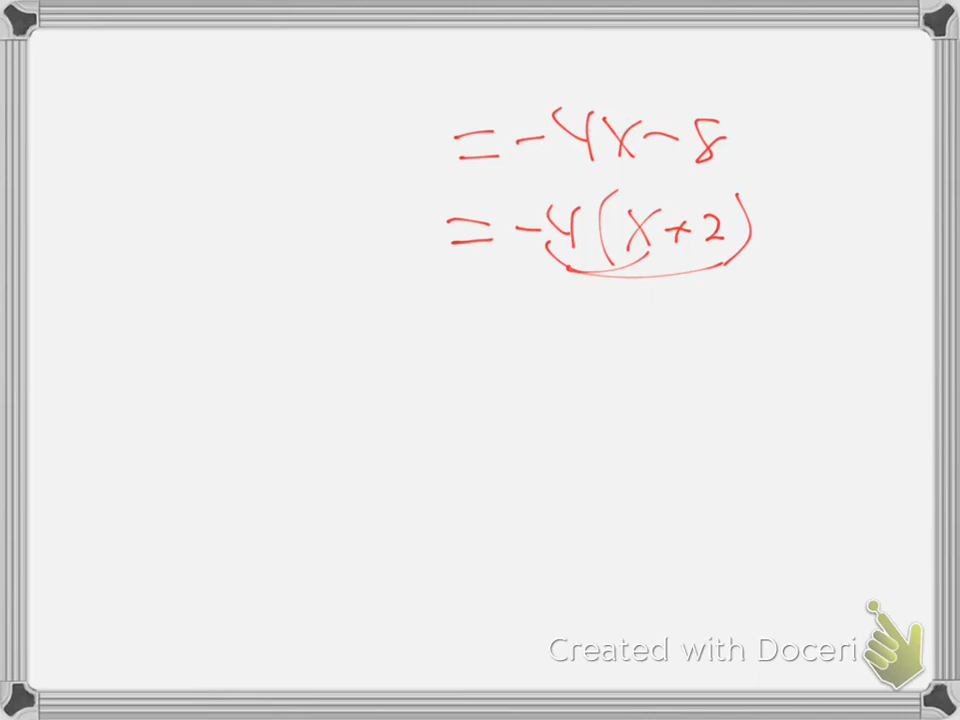 = -4x - 8
= -4(x + 2)
Created with Doceri